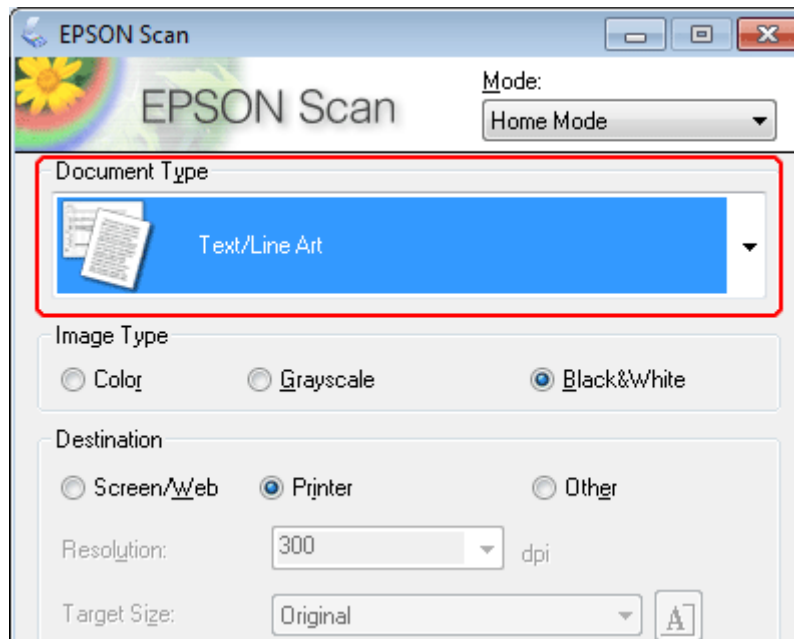 EPSON Scan
EPSON Scan
Mode:
Home Mode
Document Type
Text/Line Art
Image Type
Color
Grayscale
Black&White
Destination
Screen/Web
Printer
Other
Resolution:
300
dpi
Target Size:
Original
A